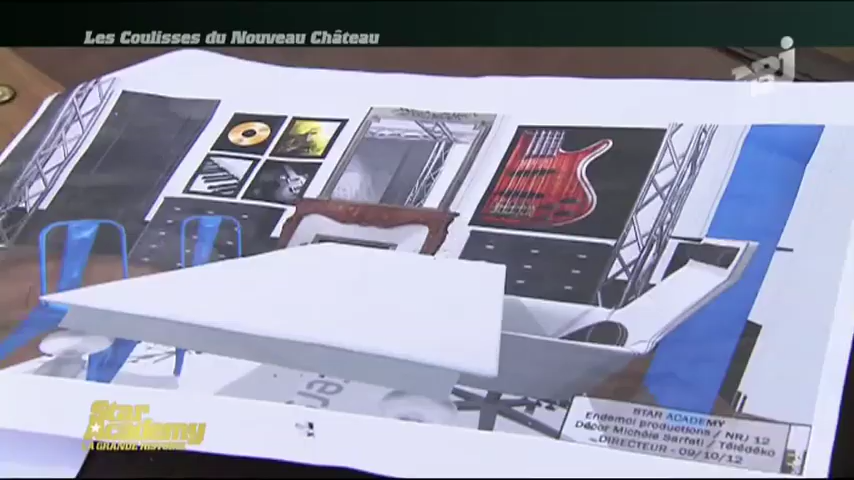 Les Coulisses du Nouveau Château
nrj
STAR ACADEMY
Endemol productions / NRJ 12
Décor Michèle Sarfati / Télédéko
DIRECTEUR - 09/10/12
Star
Academy
LA GRANDE HISTOIRE